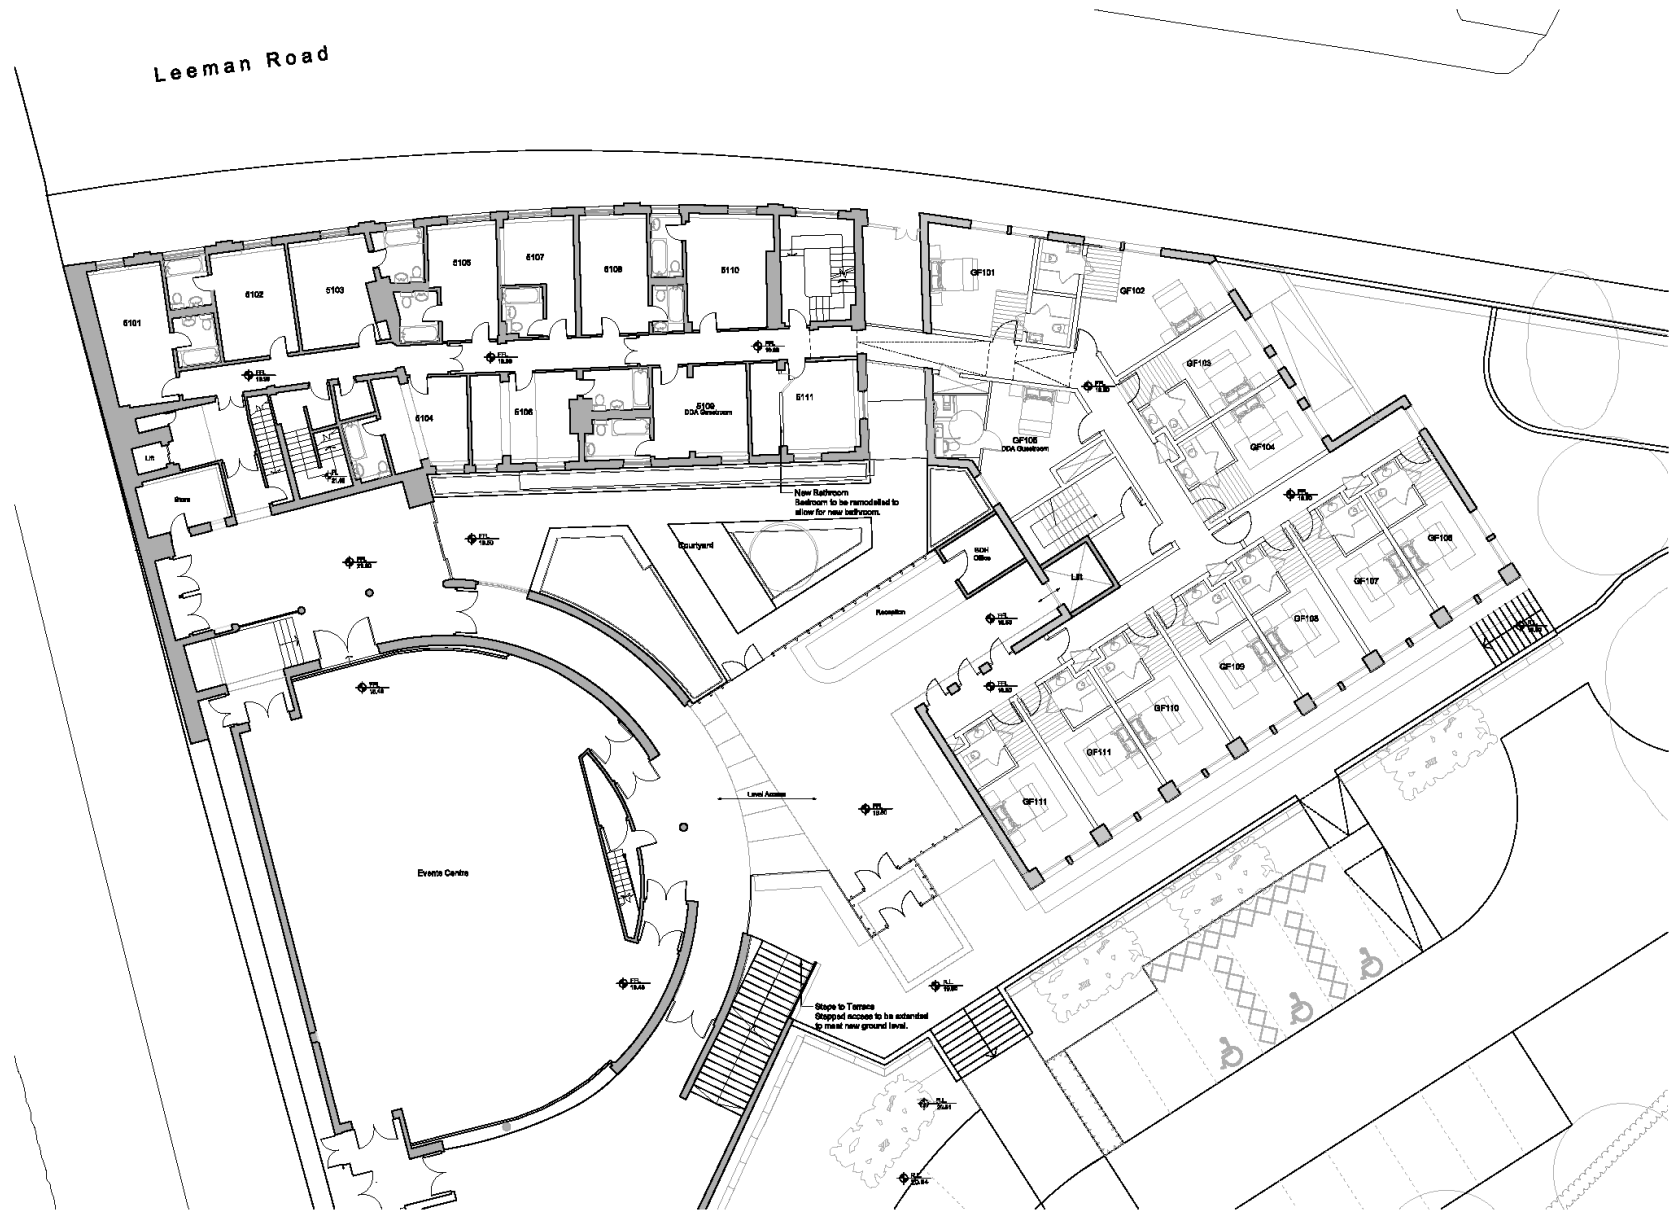 Leeman Road
5101
5102
5103
5105
5107
5108
5110
GF101
GF102
GF103
GF104
5104
5106
5109
DDA Guestroom
5111
GF105
DDA Guestroom
Lift
Store
New Bathroom
Bedroom to be remodelled to
allow for new bathroom.
Courtyard
BOH
Office
Lift
Reception
GF106
GF107
GF108
GF109
GF110
GF111
GF111
Level Access
Events Centre
Steps to Terrace
Stepped access to be extended
to meet new ground level.